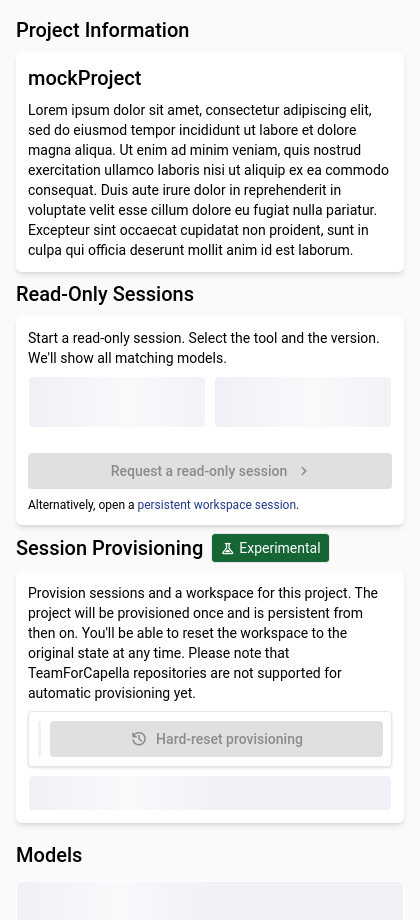 Project Information
mockProject
Lorem ipsum dolor sit amet, consectetur adipiscing elit,
sed do eiusmod tempor incididunt ut labore et dolore
magna aliqua. Ut enim ad minim veniam, quis nostrud
exercitation ullamco laboris nisi ut aliquip ex ea commodo
consequat. Duis aute irure dolor in reprehenderit in
voluptate velit esse cillum dolore eu fugiat nulla pariatur.
Excepteur sint occaecat cupidatat non proident, sunt in
culpa qui officia deserunt mollit anim id est laborum.
Read-Only Sessions
Start a read-only session. Select the tool and the version.
We'll show all matching models.
Request a read-only session
Alternatively, open a persistent workspace session.
Session Provisioning Experimental
Provision sessions and a workspace for this project. The
project will be provisioned once and is persistent from
then on. You'll be able to reset the workspace to the
original state at any time. Please note that
TeamForCapella repositories are not supported for
automatic provisioning yet.
Hard-reset provisioning
Models